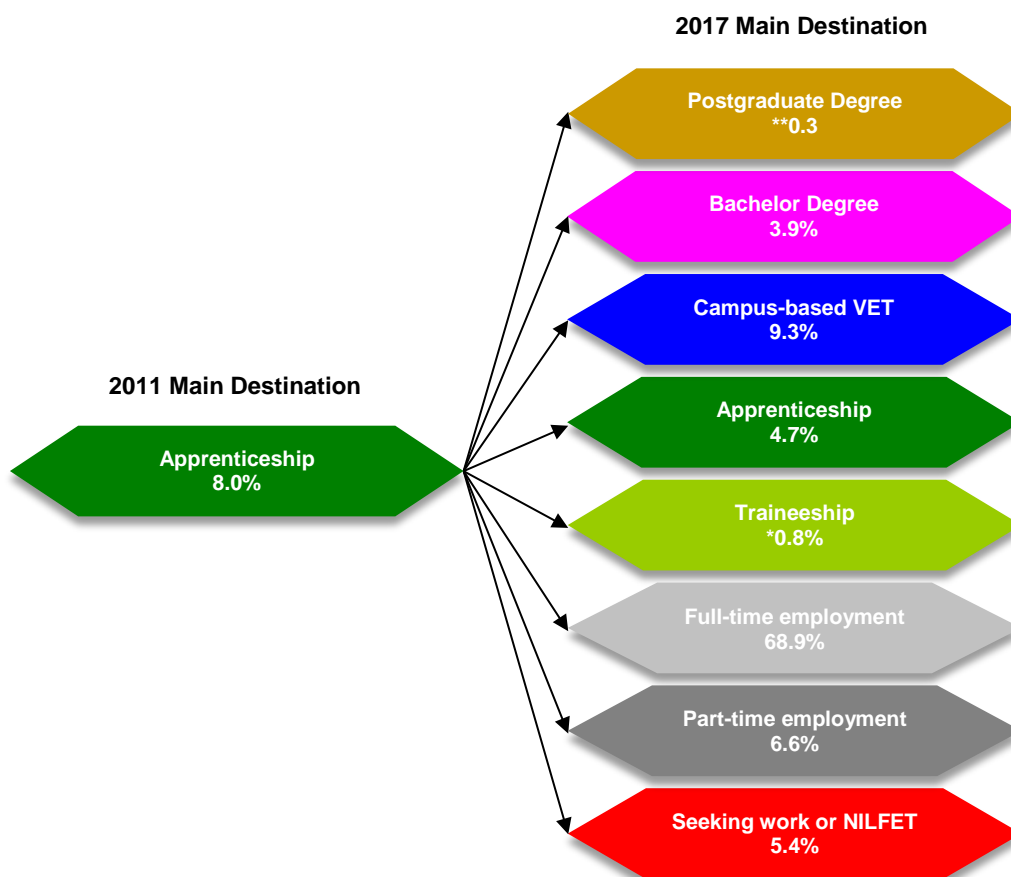 2017 Main Destination
Postgraduate Degree
**0.3
Bachelor Degree
3.9%
Campus-based VET
9.3%
2011 Main Destination
Apprenticeship
8.0%
Apprenticeship
4.7%
Traineeship
*0.8%
Full-time employment
68.9%
Part-time employment
6.6%
Seeking work or NILFET
5.4%